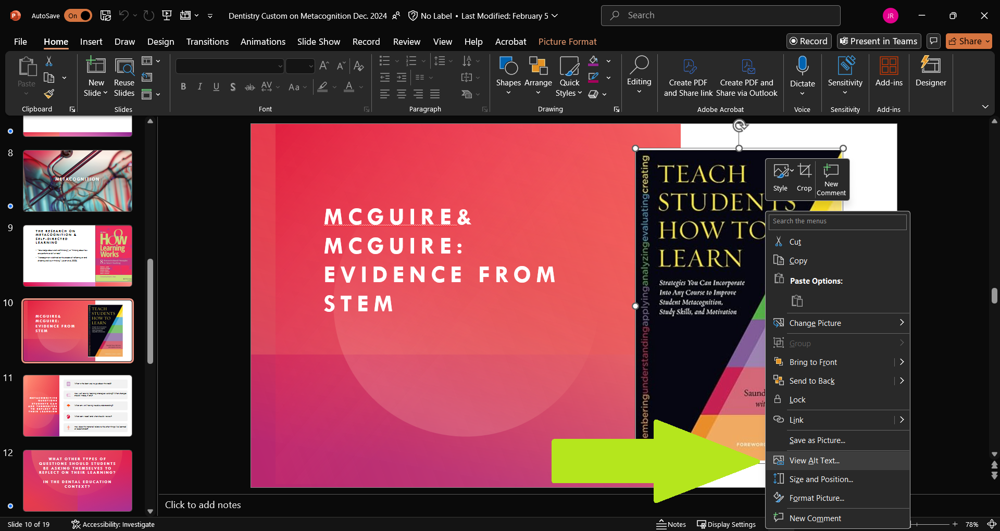 AutoSave
On
Dentistry Custom on Metacognition Dec. 2024
No Label • Last Modified: February 5
Search
JR
File
Home
Insert
Draw
Design
Transitions
Animations
Slide Show
Record
Review
View
Help
Acrobat
Picture Format
Record
Present in Teams
Share
Paste
Clipboard
New
Slide
Reuse
Slides
Slides
Font
Paragraph
Shapes
Arrange
Quick
Styles
Drawing
Editing
Create PDF
and Share link
Create PDF and
Share via Outlook
Adobe Acrobat
Dictate
Voice
Sensitivity
Sensitivity
Add-ins
Add-ins
Designer
8
METACOGNITION
9
THE RESEARCH ON
METACOGNITION &
SELF-DIRECTED
LEARNING
HOW
Learning
Works
10
MCGUIRE&
MCGUIRE:
EVIDENCE FROM
STEM
TEACH
STUDENTS
HOW TO
LEARN
11
METACOGNITIVE
QUESTIONS
STUDENTS CAN
ASK THEMSELVES
TO REFLECT ON
THEIR LEARNING
12
WHAT OTHER TYPES OF
QUESTIONS SHOULD STUDENTS
BE ASKING THEMSELVES TO
REFLECT ON THEIR LEARNING?
IN THE DENTAL EDUCATION
CONTEXT?
MCGUIRE&
MCGUIRE:
EVIDENCE FROM
STEM
emberingunderstandingapplyinganalyzingevaluatingcreating
TEACH
STUDENTS
HOW TO
LEARN
Strategies You Can Incorporate
Into Any Course to Improve
Student Metacognition,
Study Skills, and Motivation
Saund
wit
FOREWORD
Style
Crop
New
Comment
Search the menus
Cut
Copy
Paste Options:
Change Picture
Group
Bring to Front
Send to Back
Lock
Link
Save as Picture...
View Alt Text...
Size and Position...
Format Picture...
New Comment
Click to add notes
Slide 10 of 19
Accessibility: Investigate
Notes
Display Settings
78%